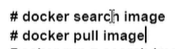 # docker search image
# docker pull image